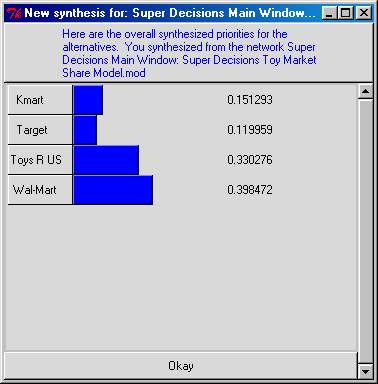 New synthesis for: Super Decisions Main Window...
Here are the overall synthesized priorities for the
alternatives. You synthesized from the network Super
Decisions Main Window: Super Decisions Toy Market
Share Model.mod
Kmart 0.151293
Target 0.119959
Toys R US 0.330276
Wal-Mart 0.398472
Okay